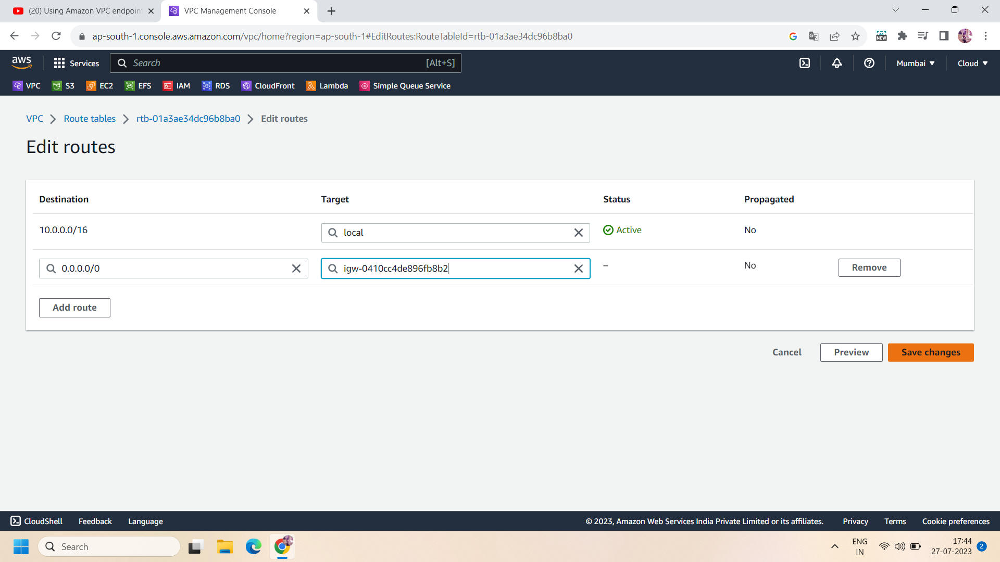 (20) Using Amazon VPC endpoin
VPC Management Console
ap-south-1.console.aws.amazon.com/vpc/home?region=ap-south-1#EditRoutes:RouteTableId=rtb-01a3ae34dc96b8ba0
NEW
aws
Services
Search
[Alt+S]
Mumbai
Cloud
VPC
S3
EC2
EFS
IAM
RDS
CloudFront
Lambda
Simple Queue Service
VPC
Route tables
rtb-01a3ae34dc96b8ba0
Edit routes
Edit routes
Destination Target Status Propagated
10.0.0.0/16 local Active No
0.0.0.0/0 igw-0410cc4de896fb8b2 – No Remove
Add route
Cancel Preview Save changes
CloudShell Feedback Language © 2023, Amazon Web Services India Private Limited or its affiliates. Privacy Terms Cookie preferences
Search
ENG
IN
17:44
27-07-2023
2